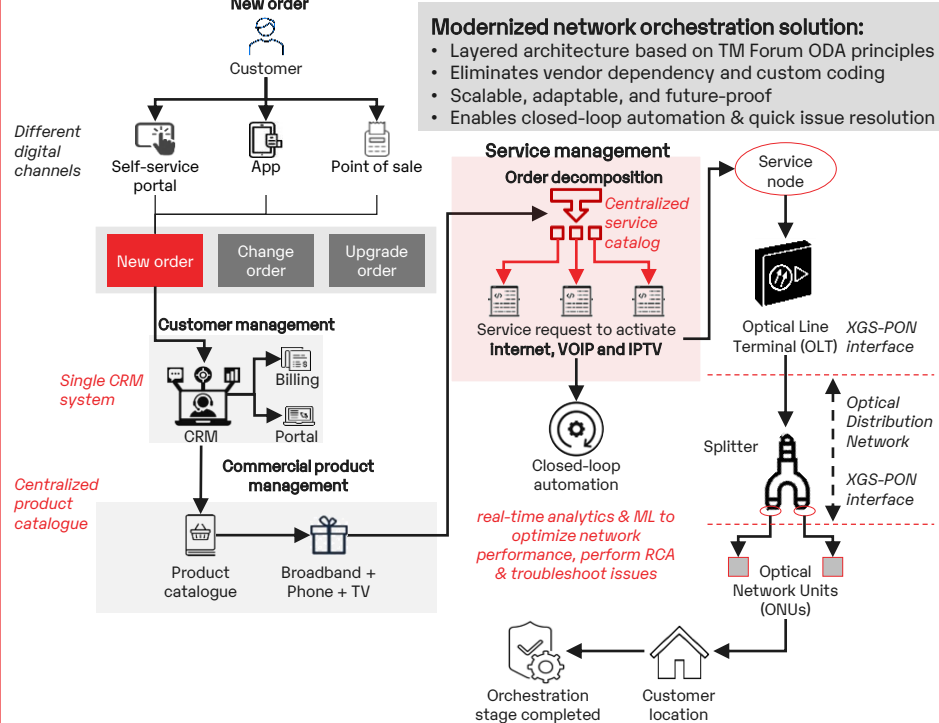 New order
Customer
Different
digital
channels
Self-service
portal
App
Point of sale
New order
Change
order
Upgrade
order
Customer management
Single CRM
system
CRM
Billing
Portal
Commercial product
management
Centralized
product
catalogue
Product
catalogue
Broadband +
Phone + TV
Modernized network orchestration solution:
• Layered architecture based on TM Forum ODA principles
• Eliminates vendor dependency and custom coding
• Scalable, adaptable, and future-proof
• Enables closed-loop automation & quick issue resolution
Service management
Order decomposition
Centralized
service
catalog
Service request to activate
internet, VOIP and IPTV
Closed-loop
automation
real-time analytics & ML to
optimize network
performance, perform RCA
& troubleshoot issues
Service
node
Optical Line
Terminal (OLT)
XGS-PON
interface
Splitter
Optical
Distribution
Network
XGS-PON
interface
Optical
Network Units
(ONUs)
Customer
location
Orchestration
stage completed